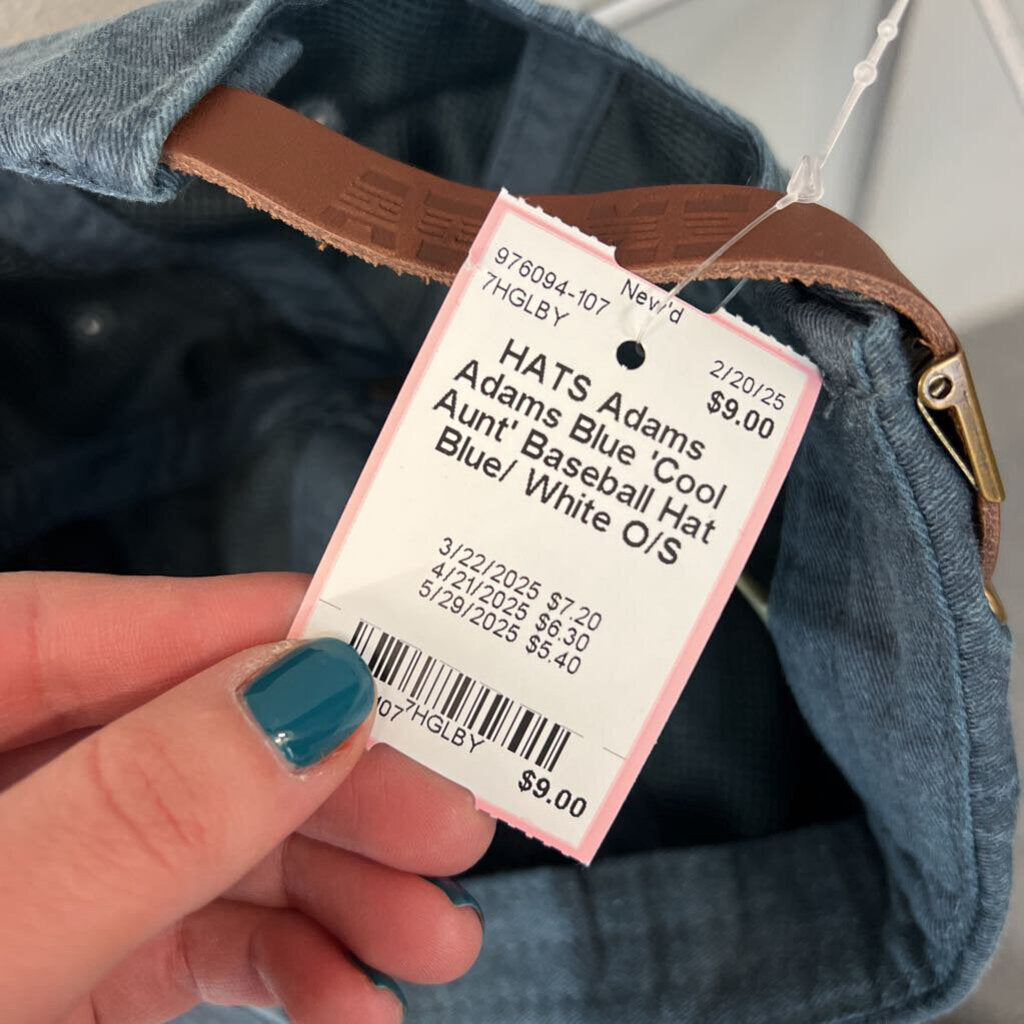 976094-107 New'd
7HGLBY
2/20/25
$9.00
HATS Adams
Adams Blue 'Cool
Aunt' Baseball Hat
Blue/ White O/S
3/22/2025 $7.20
4/21/2025 $6.30
5/29/2025 $5.40
107 7HGLBY
$9.00